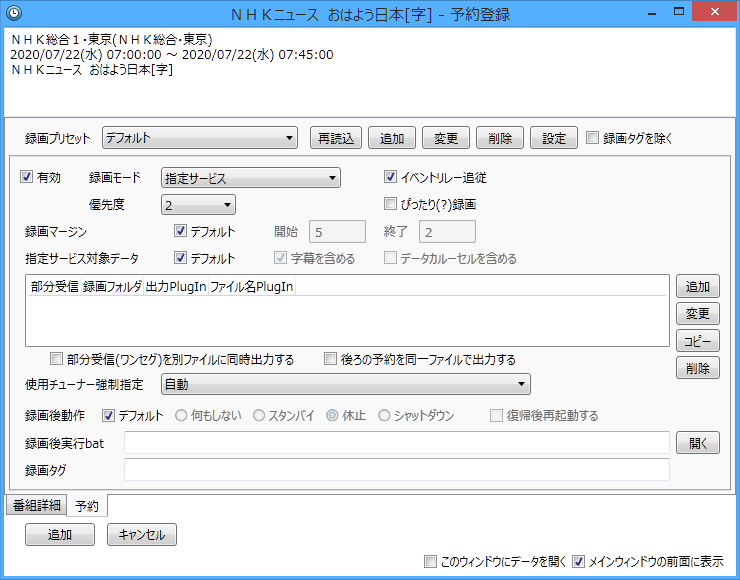 ＮＨＫニュース おはよう日本[字] - 予約登録
ＮＨＫ総合１・東京(ＮＨＫ総合・東京)
2020/07/22(水) 07:00:00 ～ 2020/07/22(水) 07:45:00
ＮＨＫニュース おはよう日本[字]
録画プリセット デフォルト 再読込 追加 変更 削除 設定 録画タグを除く
有効 録画モード 指定サービス イベントリレー追従
優先度 2 ぴったり(?)録画
録画マージン デフォルト 開始 5 終了 2
指定サービス対象データ デフォルト 字幕を含める データカルーセルを含める
部分受信 録画フォルダ 出力PlugIn ファイル名PlugIn 追加
変更
コピー
削除
部分受信(ワンセグ)を別ファイルに同時出力する 後ろの予約を同一ファイルで出力する
使用チューナー強制指定 自動
録画後動作 デフォルト 何もしない スタンバイ 休止 シャットダウン 復帰後再起動する
録画後実行bat 開く
録画タグ
番組詳細 予約
追加 キャンセル
このウィンドウにデータを開く メインウィンドウの前面に表示